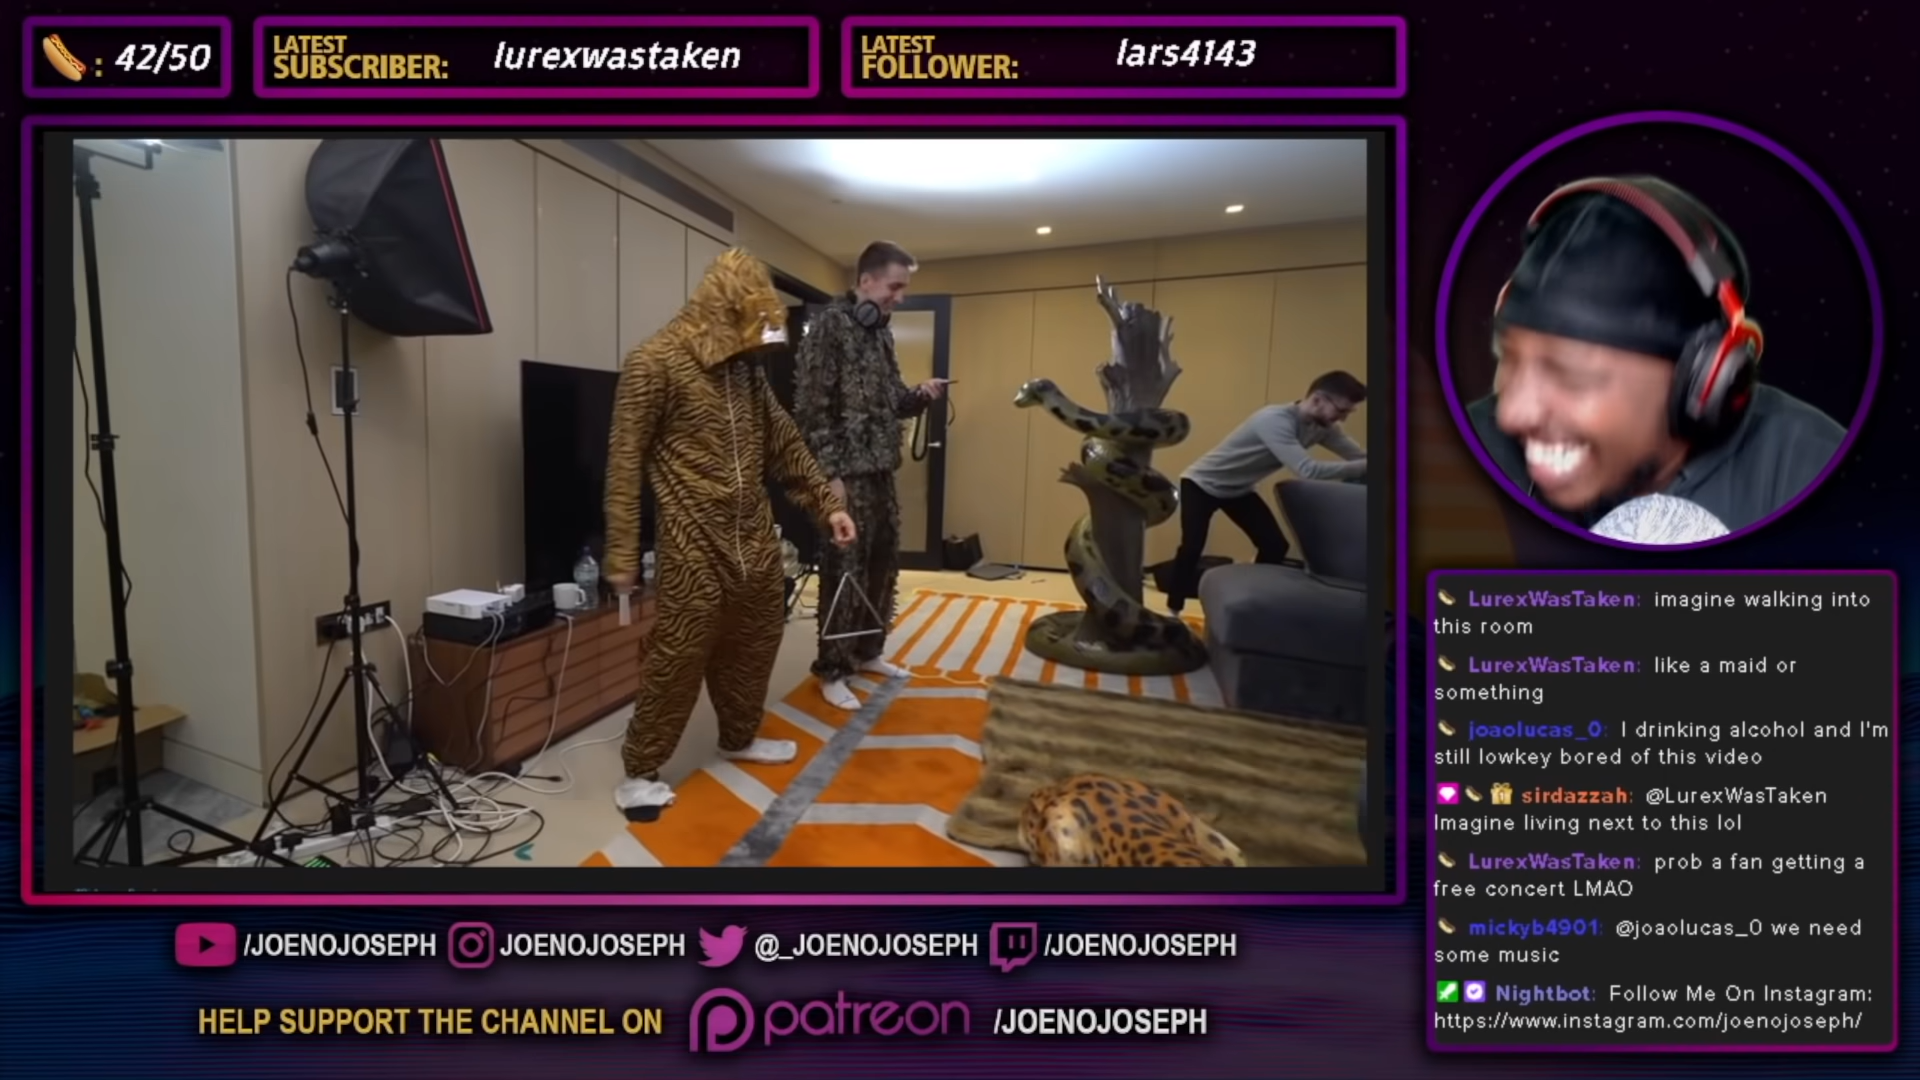 : 42/50
LATEST
SUBSCRIBER:
lurexwastaken
LATEST
FOLLOWER:
lars4143
LurexWasTaken: imagine walking into
this room
LurexWasTaken: like a maid or
something
joaolucas_0: I drinking alcohol and I'm
still lowkey bored of this video
sirdazzah: @LurexWasTaken
Imagine living next to this lol
LurexWasTaken: prob a fan getting a
free concert LMAO
mickyb4901: @joaolucas_0 we need
some music
Nightbot: Follow Me On Instagram:
https://www.instagram.com/joenojoseph/
/JOENOJOSEPH
JOENOJOSEPH
@_JOENOJOSEPH
/JOENOJOSEPH
HELP SUPPORT THE CHANNEL ON patreon /JOENOJOSEPH